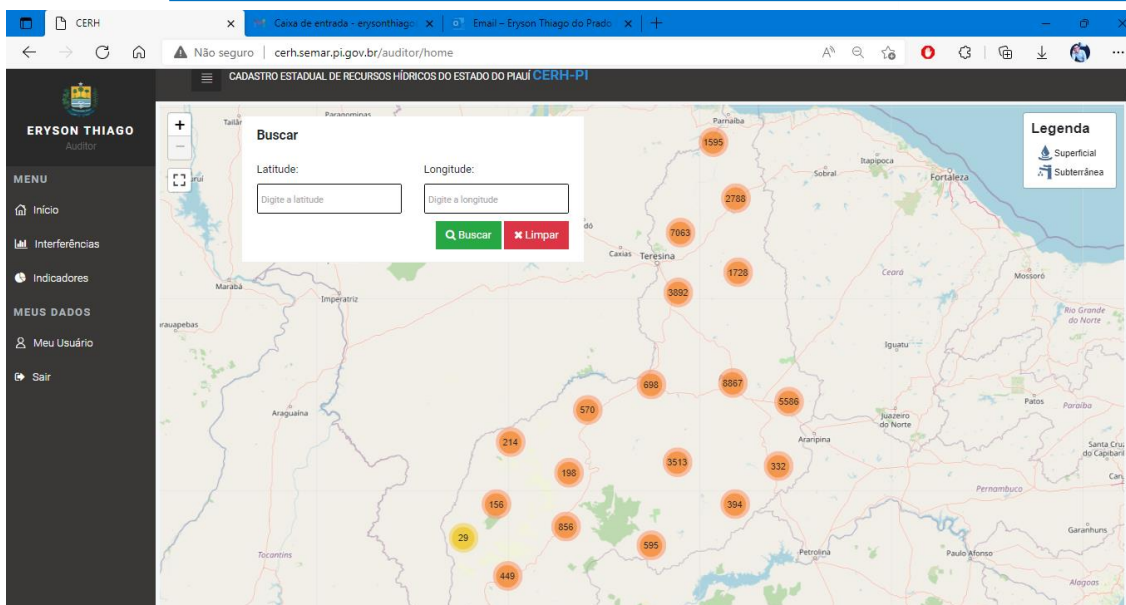 CERH
Caixa de entrada - erysonthiago
Email – Eryson Thiago do Prado
Não seguro | cerh.semar.pi.gov.br/auditor/home
CADASTRO ESTADUAL DE RECURSOS HÍDRICOS DO ESTADO DO PIAUÍ CERH-PI
ERYSON THIAGO
Auditor
MENU
Início
Interferências
Indicadores
MEUS DADOS
Meu Usuário
Sair
+
−
Buscar
Latitude:
Longitude:
Digite a latitude
Digite a longitude
Buscar
Limpar
Legenda
Superficial
Subterrânea
Paragominas
Parnaíba
1595
Itapipoca
Sobral
Fortaleza
2788
7063
Caxias
Teresina
1728
Ceará
Mossoró
3892
Marabá
Imperatriz
Rio Grande
do Norte
Iguatu
698
8867
5586
570
Patos
Paraíba
Juazeiro
do Norte
Araguaína
Araripina
214
Santa Cruz
do Capibari
3513
332
198
Pernambuco
156
394
Garanhuns
856
29
595
Petrolina
Paulo Afonso
Tocantins
449
Alagoas